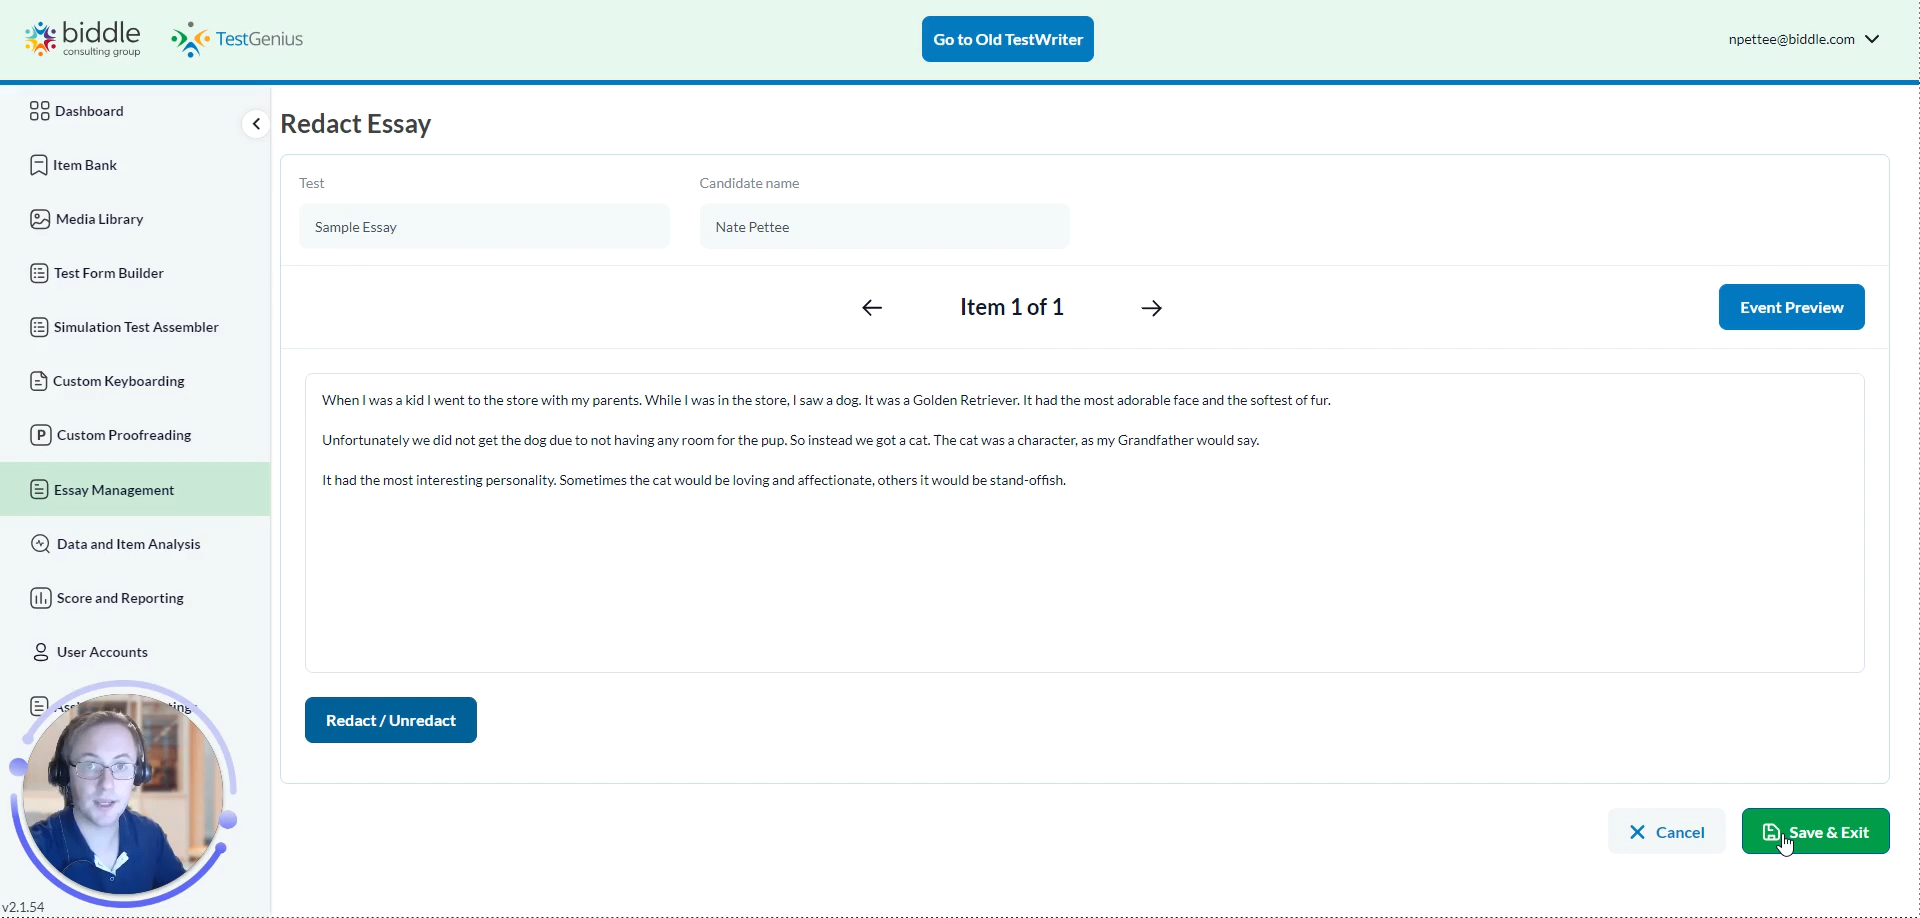 biddle
consulting group
TestGenius
Go to Old TestWriter
npettee@biddle.com
Dashboard
Item Bank
Media Library
Test Form Builder
Simulation Test Assembler
Custom Keyboarding
Custom Proofreading
Essay Management
Data and Item Analysis
Score and Reporting
User Accounts
v2.1.54
Redact Essay
Test
Candidate name
Sample Essay
Nate Pettee
Item 1 of 1
Event Preview
When I was a kid I went to the store with my parents. While I was in the store, I saw a dog. It was a Golden Retriever. It had the most adorable face and the softest of fur.
Unfortunately we did not get the dog due to not having any room for the pup. So instead we got a cat. The cat was a character, as my Grandfather would say.
It had the most interesting personality. Sometimes the cat would be loving and affectionate, others it would be stand-offish.
Redact / Unredact
Cancel
Save & Exit